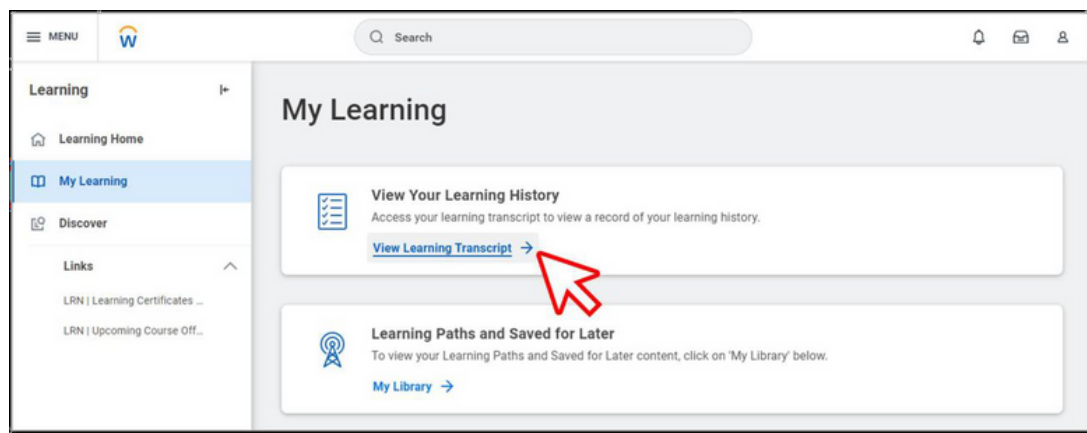 MENU
Search
Learning
Learning Home
My Learning
Discover
Links
LRN | Learning Certificates ...
LRN | Upcoming Course Off...
My Learning
View Your Learning History
Access your learning transcript to view a record of your learning history.
View Learning Transcript
Learning Paths and Saved for Later
To view your Learning Paths and Saved for Later content, click on 'My Library' below.
My Library